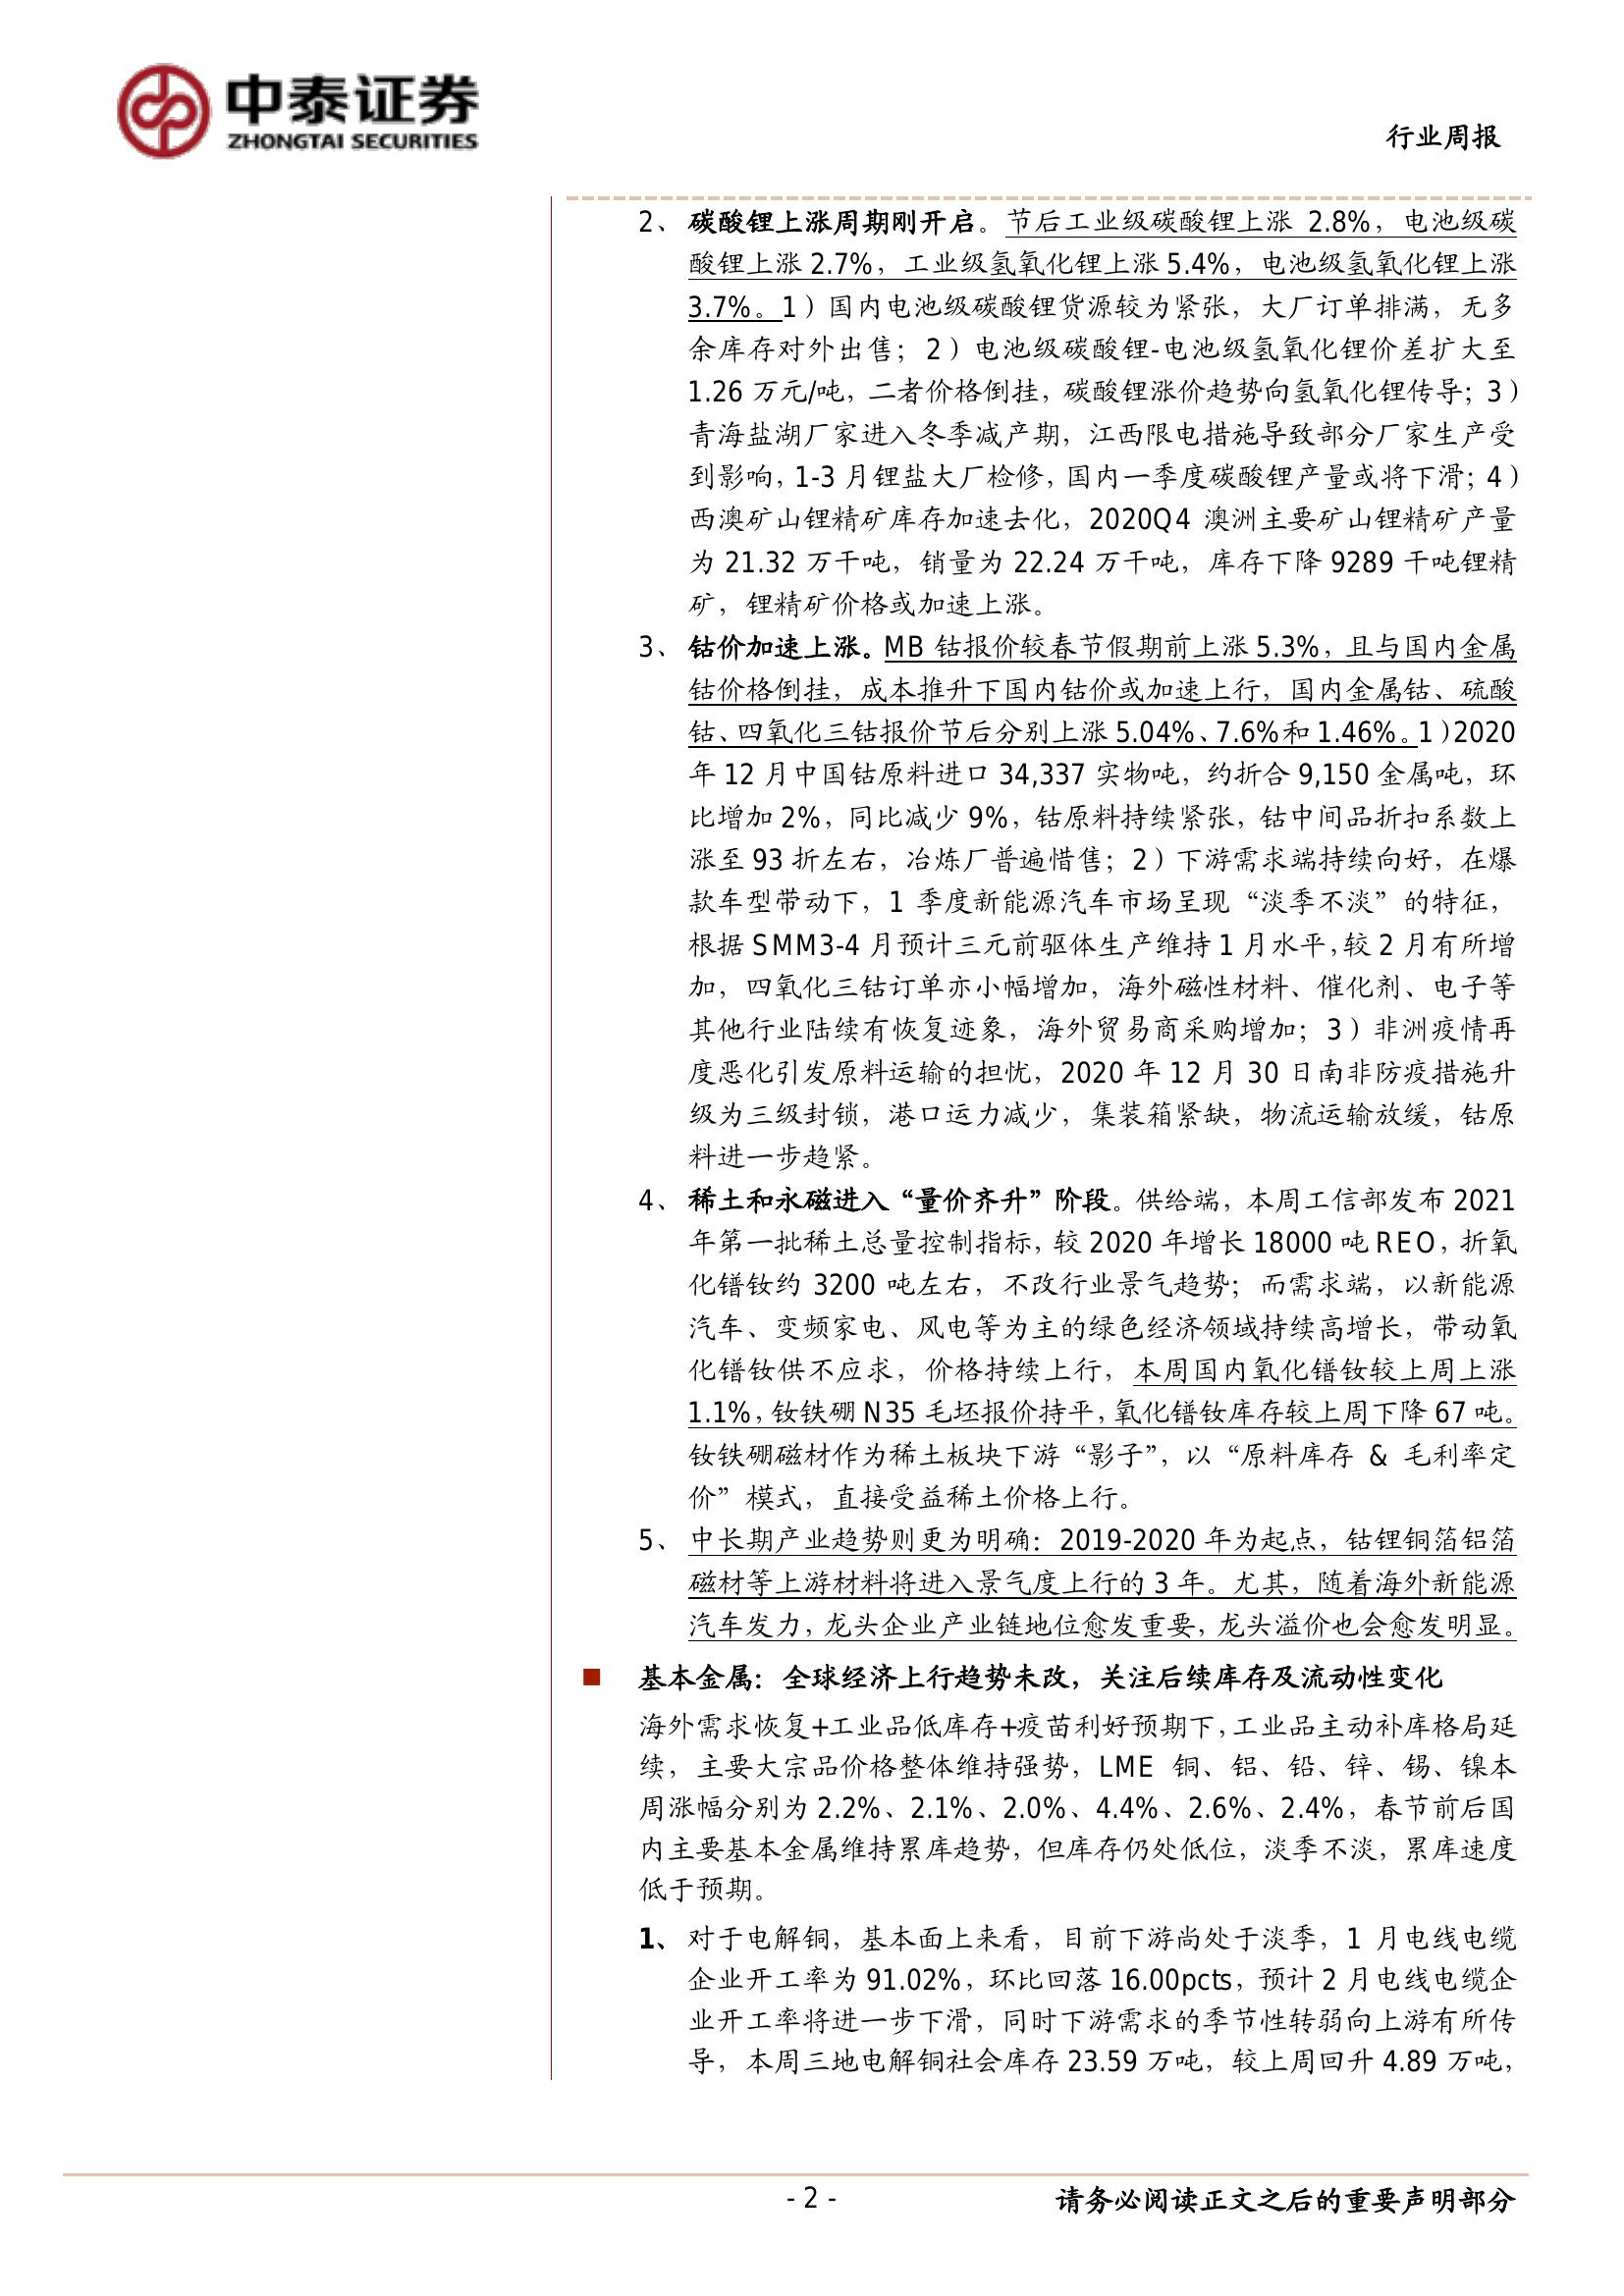 中泰证券
ZHONGTAI SECURITIES
行业周报
2、 碳酸锂上涨周期刚开启。节后工业级碳酸锂上涨 2.8%，电池级碳
酸锂上涨 2.7%，工业级氢氧化锂上涨 5.4%，电池级氢氧化锂上涨
3.7%。1）国内电池级碳酸锂货源较为紧张，大厂订单排满，无多
余库存对外出售；2）电池级碳酸锂-电池级氢氧化锂价差扩大至
1.26 万元/吨，二者价格倒挂，碳酸锂涨价趋势向氢氧化锂传导；3）
青海盐湖厂家进入冬季减产期，江西限电措施导致部分厂家生产受
到影响，1-3 月锂盐大厂检修，国内一季度碳酸锂产量或将下滑；4）
西澳矿山锂精矿库存加速去化，2020Q4 澳洲主要矿山锂精矿产量
为 21.32 万干吨，销量为 22.24 万干吨，库存下降 9289 干吨锂精
矿，锂精矿价格或加速上涨。
3、 钴价加速上涨。MB 钴报价较春节假期前上涨 5.3%，且与国内金属
钴价格倒挂，成本推升下国内钴价或加速上行，国内金属钴、硫酸
钴、四氧化三钴报价节后分别上涨 5.04%、7.6%和 1.46%。1）2020
年 12 月中国钴原料进口 34,337 实物吨，约折合 9,150 金属吨，环
比增加 2%，同比减少 9%，钴原料持续紧张，钴中间品折扣系数上
涨至 93 折左右，冶炼厂普遍惜售；2）下游需求端持续向好，在爆
款车型带动下，1 季度新能源汽车市场呈现“淡季不淡”的特征，
根据 SMM3-4 月预计三元前驱体生产维持 1 月水平，较 2 月有所增
加，四氧化三钴订单亦小幅增加，海外磁性材料、催化剂、电子等
其他行业陆续有恢复迹象，海外贸易商采购增加；3）非洲疫情再
度恶化引发原料运输的担忧，2020 年 12 月 30 日南非防疫措施升
级为三级封锁，港口运力减少，集装箱紧缺，物流运输放缓，钴原
料进一步趋紧。
4、 稀土和永磁进入“量价齐升”阶段。供给端，本周工信部发布 2021
年第一批稀土总量控制指标，较 2020 年增长 18000 吨 REO，折氧
化镨钕约 3200 吨左右，不改行业景气趋势；而需求端，以新能源
汽车、变频家电、风电等为主的绿色经济领域持续高增长，带动氧
化镨钕供不应求，价格持续上行，本周国内氧化镨钕较上周上涨
1.1%，钕铁硼 N35 毛坯报价持平，氧化镨钕库存较上周下降 67 吨。
钕铁硼磁材作为稀土板块下游“影子”，以“原料库存 & 毛利率定
价”模式，直接受益稀土价格上行。
5、 中长期产业趋势则更为明确：2019-2020 年为起点，钴锂铜箔铝箔
磁材等上游材料将进入景气度上行的 3 年。尤其，随着海外新能源
汽车发力，龙头企业产业链地位愈发重要，龙头溢价也会愈发明显。
■ 基本金属：全球经济上行趋势未改，关注后续库存及流动性变化
海外需求恢复+工业品低库存+疫苗利好预期下，工业品主动补库格局延
续，主要大宗品价格整体维持强势，LME 铜、铝、铅、锌、锡、镍本
周涨幅分别为 2.2%、2.1%、2.0%、4.4%、2.6%、2.4%，春节前后国
内主要基本金属维持累库趋势，但库存仍处低位，淡季不淡，累库速度
低于预期。
1、 对于电解铜，基本面上来看，目前下游尚处于淡季，1 月电线电缆
企业开工率为 91.02%，环比回落 16.00pcts，预计 2 月电线电缆企
业开工率将进一步下滑，同时下游需求的季节性转弱向上游有所传
导，本周三地电解铜社会库存 23.59 万吨，较上周回升 4.89 万吨，
- 2 -
请务必阅读正文之后的重要声明部分